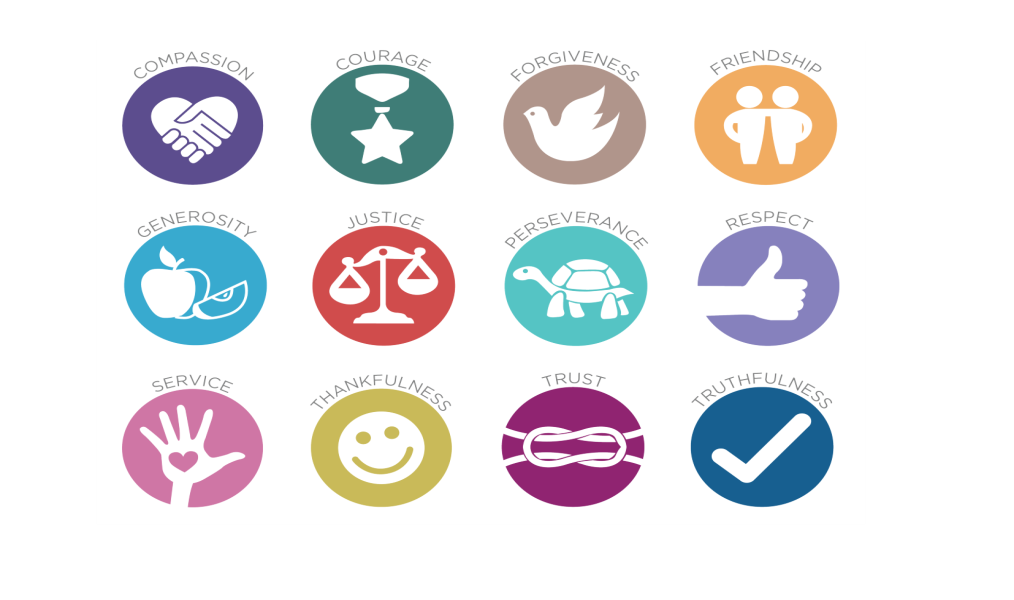 COMPASSION
COURAGE
FORGIVENESS
FRIENDSHIP
GENEROSITY
JUSTICE
PERSEVERANCE
RESPECT
SERVICE
THANKFULNESS
TRUST
TRUTHFULNESS